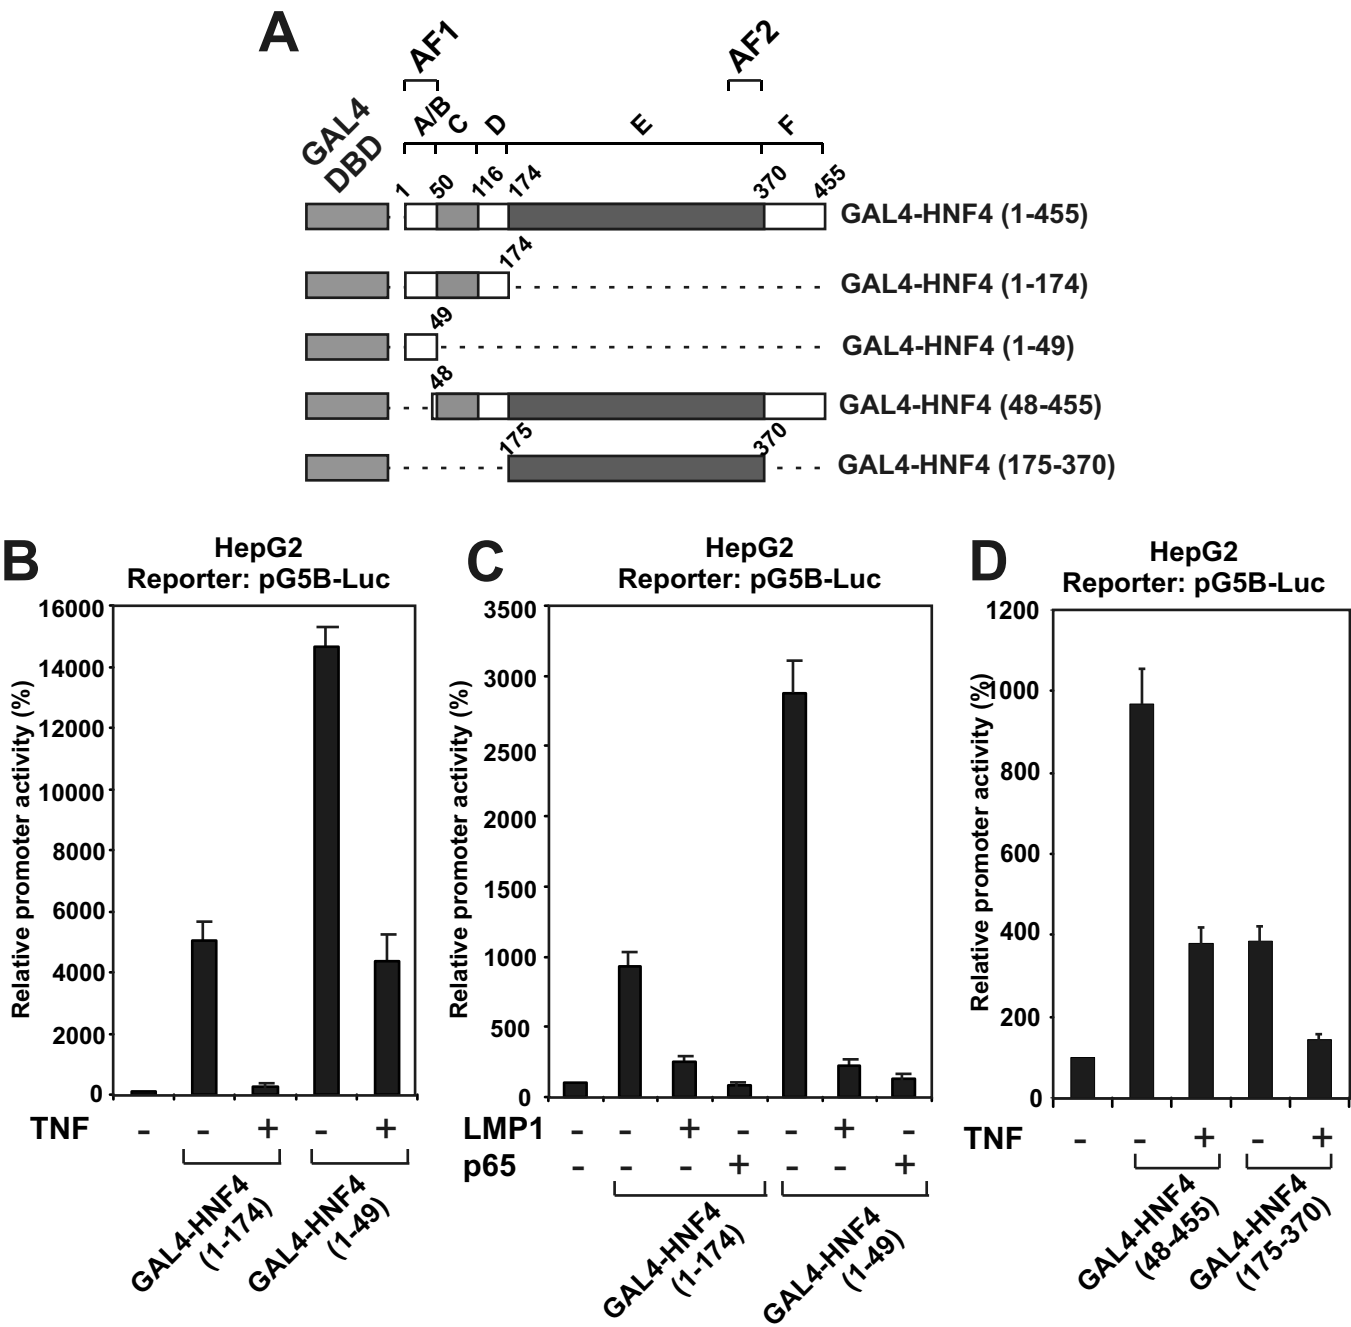 A
AF1
AF2
GAL4
DBD
A/B
C
D
E
F
1
50
116
174
370
455
GAL4-HNF4 (1-455)
174
GAL4-HNF4 (1-174)
49
GAL4-HNF4 (1-49)
48
GAL4-HNF4 (48-455)
175
370
GAL4-HNF4 (175-370)
B
HepG2
Reporter: pG5B-Luc
Relative promoter activity (%)
16000
14000
12000
10000
8000
6000
4000
2000
0
TNF - - + - +
GAL4-HNF4
(1-174)
GAL4-HNF4
(1-49)
C
HepG2
Reporter: pG5B-Luc
Relative promoter activity (%)
3500
3000
2500
2000
1500
1000
500
0
LMP1 - - + - - + -
p65 - - - + - - +
GAL4-HNF4
(1-174)
GAL4-HNF4
(1-49)
D
HepG2
Reporter: pG5B-Luc
Relative promoter activity (%)
1200
1000
800
600
400
200
0
TNF - - + - +
GAL4-HNF4
(48-455)
GAL4-HNF4
(175-370)